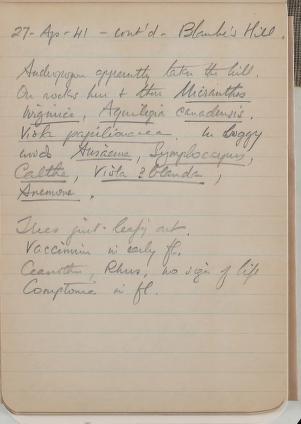 27-Apr-41 - cont'd - Blanke's Hill.
Andropogon apparently takes the hill.
On rocks here & there Micranthes
virginica, Aquilegia canadensis.
Viola papilionacea. In boggy
woods Arisaema, Symplocarpus,
Caltha, Viola ? blanda,
Anemone.
Trees just leafing out.
Vaccinium in early fl.
Ceanothus, Rhus, no sign of life
Comptonia in fl.